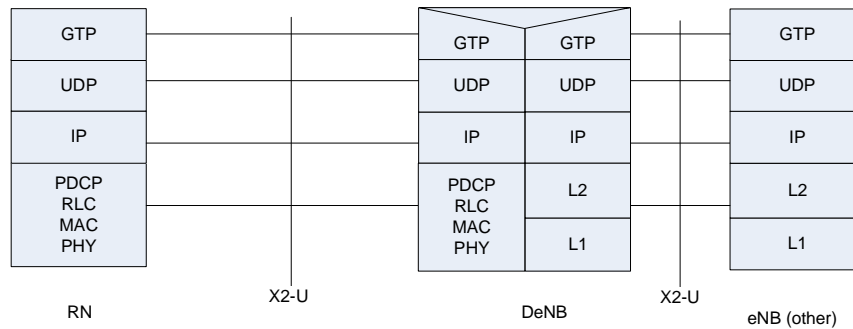 GTP
UDP
IP
PDCP
RLC
MAC
PHY
RN
X2-U
GTP
GTP
UDP
UDP
IP
IP
PDCP
RLC
MAC
PHY
L2
L1
DeNB
X2-U
GTP
UDP
IP
L2
L1
eNB (other)